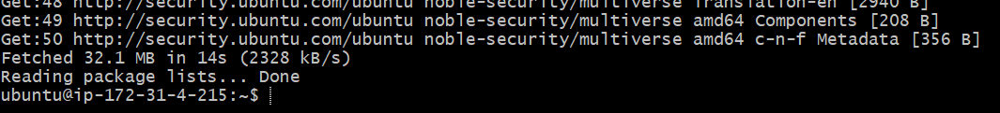 Get:48 http://security.ubuntu.com/ubuntu noble-security/multiverse Translation-en [2940 B]
Get:49 http://security.ubuntu.com/ubuntu noble-security/multiverse amd64 Components [208 B]
Get:50 http://security.ubuntu.com/ubuntu noble-security/multiverse amd64 c-n-f Metadata [356 B]
Fetched 32.1 MB in 14s (2328 kB/s)
Reading package lists... Done
ubuntu@ip-172-31-4-215:~$